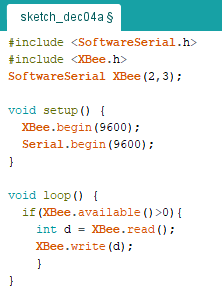 sketch_dec04a §
#include <SoftwareSerial.h>
#include <XBee.h>
SoftwareSerial XBee(2,3);
void setup() {
XBee.begin(9600);
Serial.begin(9600);
}
void loop() {
if(XBee.available()>0){
int d = XBee.read();
XBee.write(d);
}
}